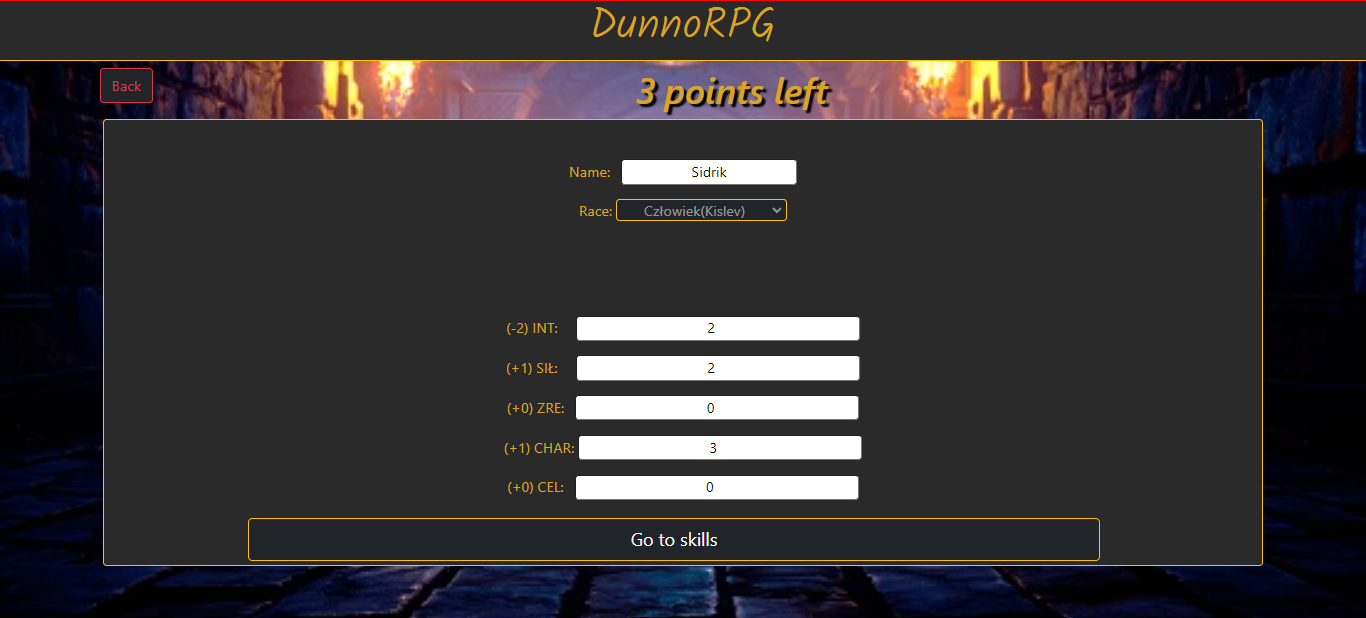 DunnoRPG
Back
3 points left
Name: Sidrik
Race: Człowiek(Kislev)
(-2) INT: 2
(+1) SIŁ: 2
(+0) ZRE: 0
(+1) CHAR: 3
(+0) CEL: 0
Go to skills